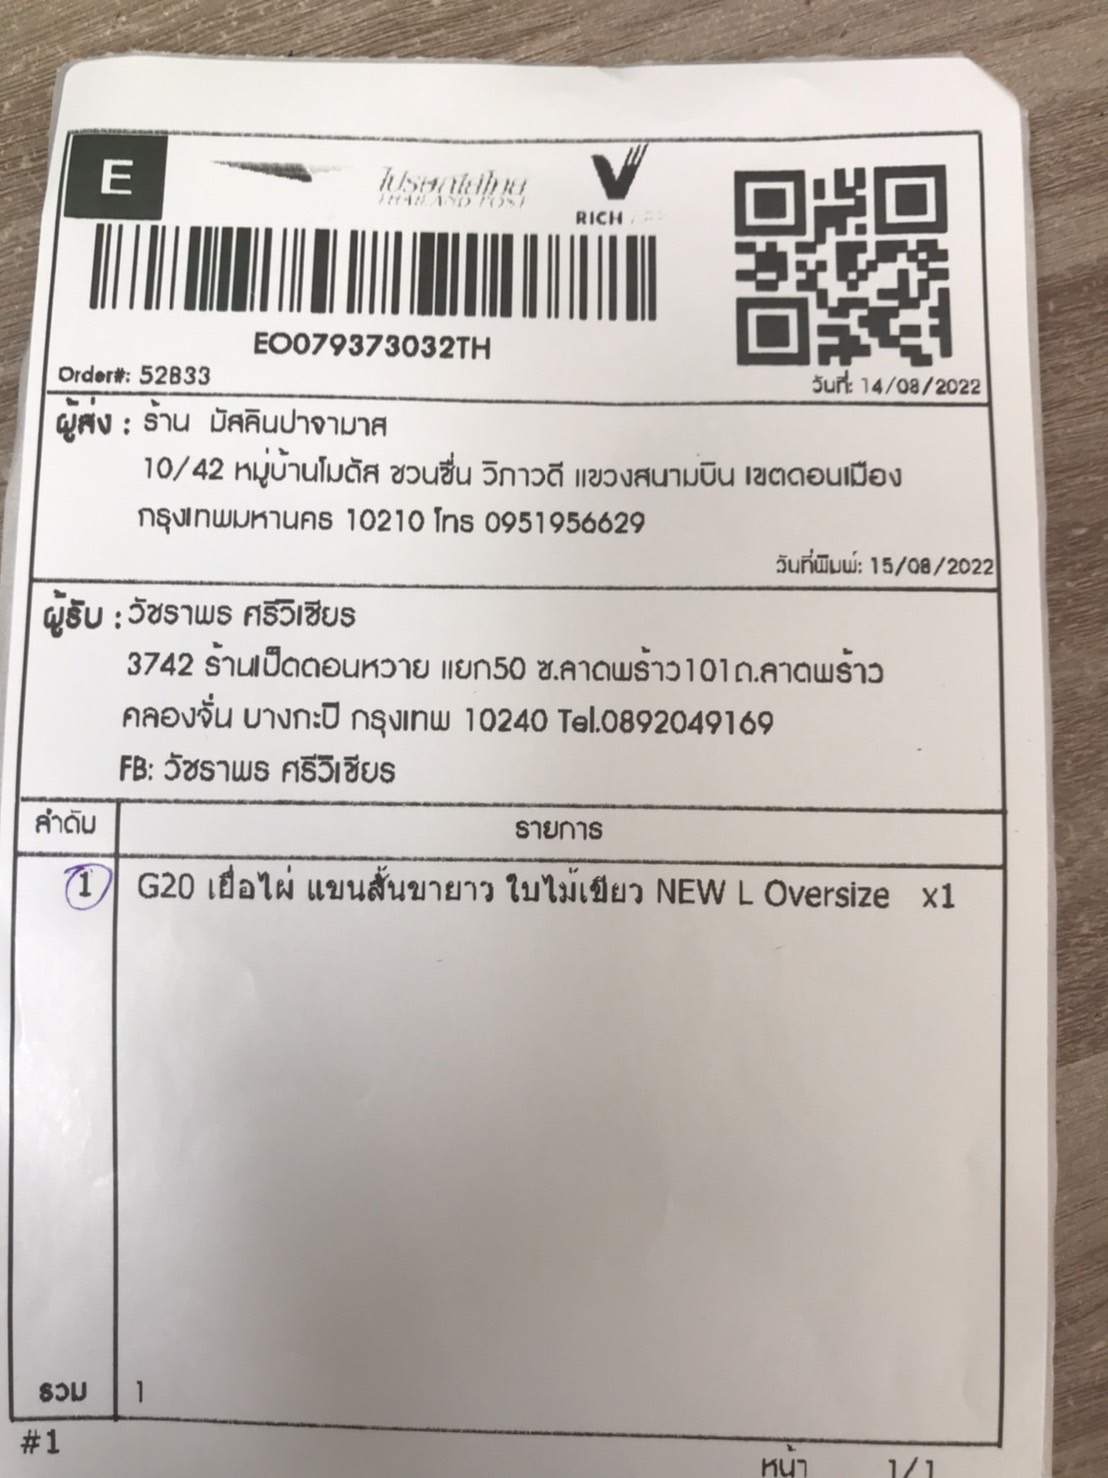 E
ไปรษณีย์ไทย
THAILAND POST
RICH
EO079373032TH
Order#: 52833
วันที่: 14/08/2022
ผู้ส่ง : ร้าน มัสลินปาจามาส
10/42 หมู่บ้านโมดัส ชวนชื่น วิภาวดี แขวงสนามบิน เขตดอนเมือง
กรุงเทพมหานคร 10210 โทร 0951956629
วันที่พิมพ์: 15/08/2022
ผู้รับ : วัชราพร ศรีวิเชียร
3742 ร้านเป็ดดอนหวาย แยก50 ซ.ลาดพร้าว101ถ.ลาดพร้าว
คลองจั่น บางกะปิ กรุงเทพ 10240 Tel.0892049169
FB: วัชราพร ศรีวิเชียร
ลำดับ รายการ
1 G20 เยื่อไผ่ แขนสั้นขายาว ใบไม้เขียว NEW L Oversize x1
รวม 1
#1
หน้า 1/1